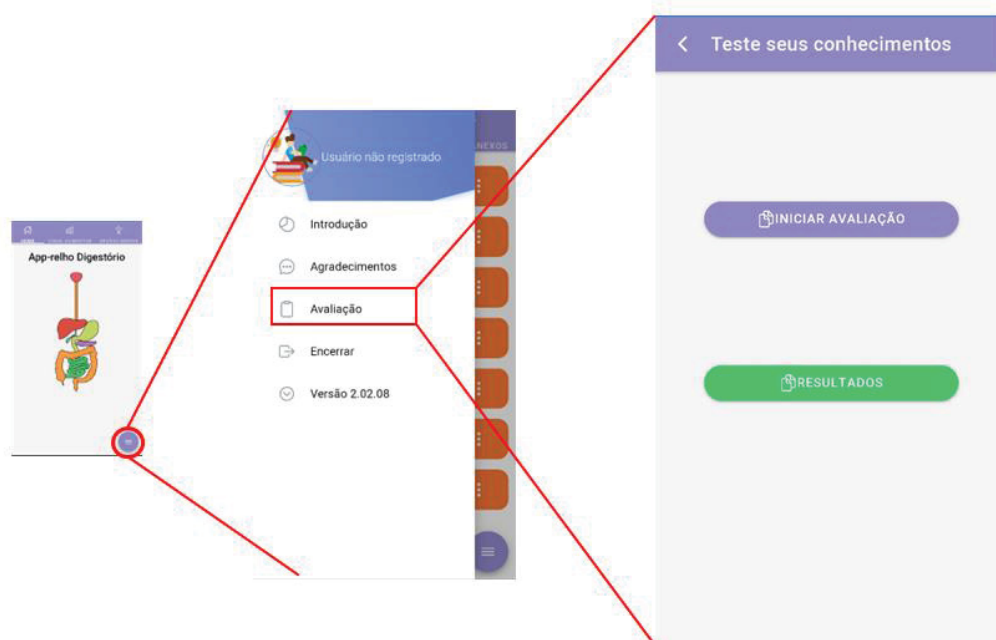 App-relho Digestório
Usuário não registrado
NEXOS
Introdução
Agradecimentos
Avaliação
Encerrar
Versão 2.02.08
Teste seus conhecimentos
INICIAR AVALIAÇÃO
RESULTADOS